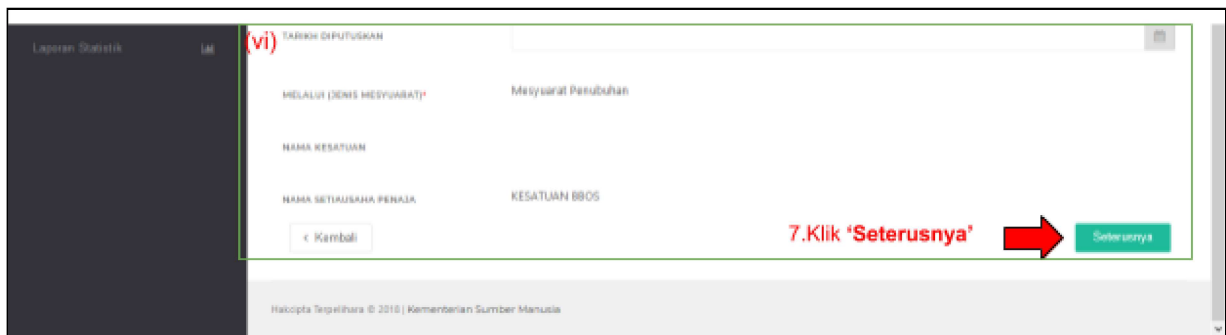 Laporan Statistik
(vi) TARIKH DIPUTUSKAN
MELALUI (JENIS MESYUARAT)* Mesyuarat Penubuhan
NAMA KESATUAN
NAMA SETIAUSAHA PENAJA KESATUAN BBOS
< Kembali 7.Klik ‘Seterusnya’ Seterusnya
Hakcipta Terpelihara © 2018 | Kementerian Sumber Manusia